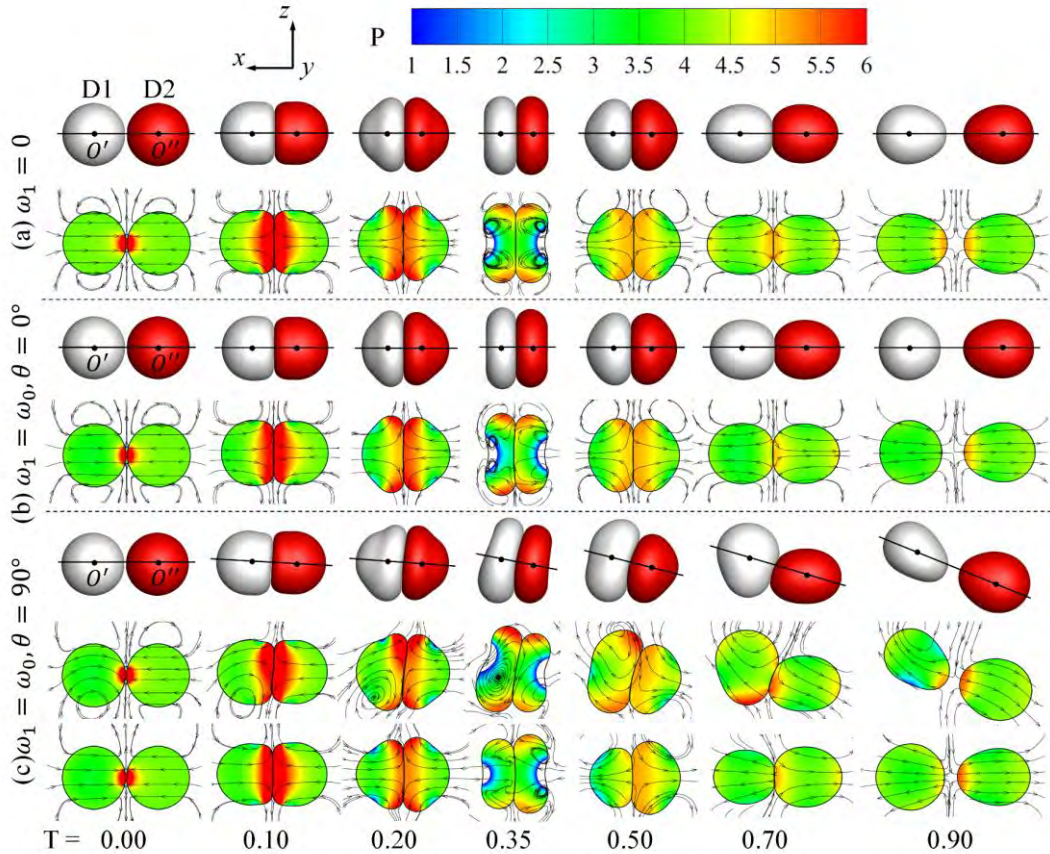 z
x
y
P
1 1.5 2 2.5 3 3.5 4 4.5 5 5.5 6
D1 D2
O' O''
(a) ω₁ = 0
O' O''
(b) ω₁ = ω₀, θ = 0°
O' O''
(c)ω₁ = ω₀, θ = 90°
T = 0.00 0.10 0.20 0.35 0.50 0.70 0.90